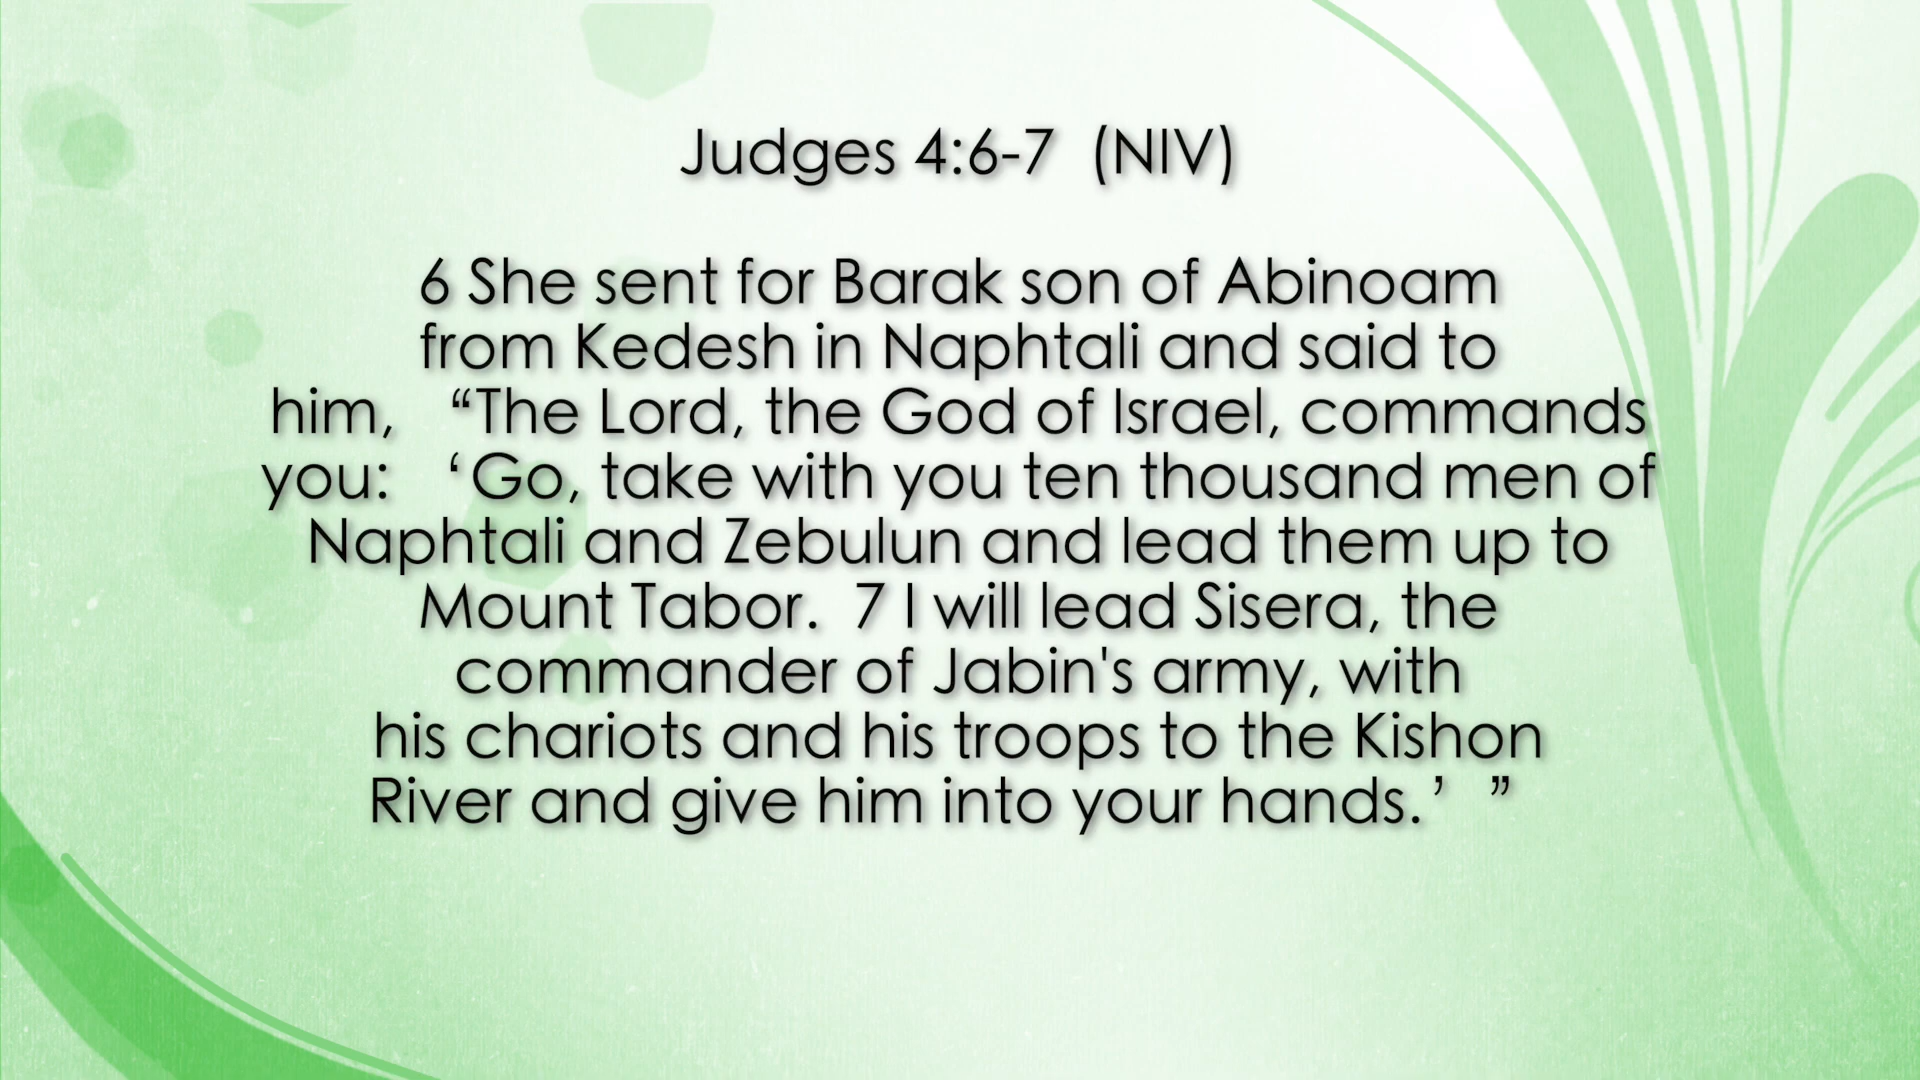 Judges 4:6-7 (NIV)
6 She sent for Barak son of Abinoam
from Kedesh in Naphtali and said to
him, “The Lord, the God of Israel, commands
you: ‘Go, take with you ten thousand men of
Naphtali and Zebulun and lead them up to
Mount Tabor. 7 I will lead Sisera, the
commander of Jabin's army, with
his chariots and his troops to the Kishon
River and give him into your hands.’ ”